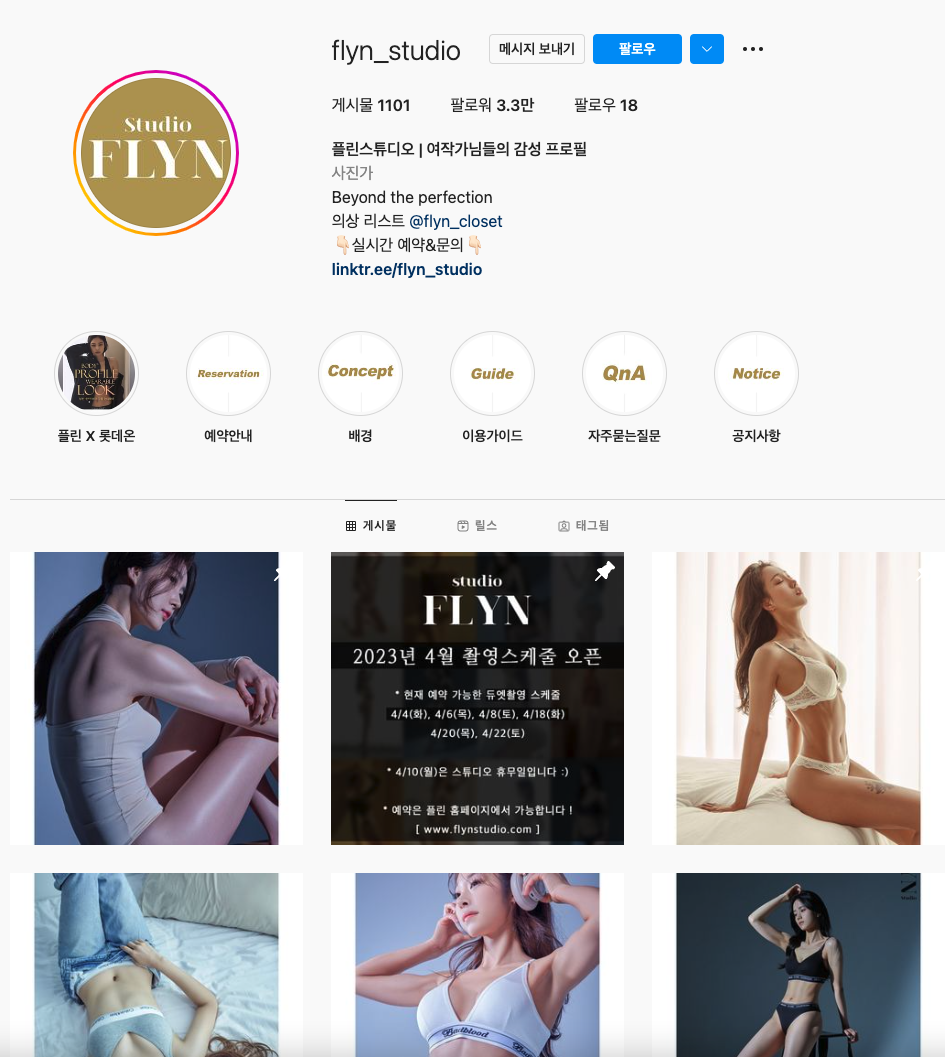 flyn_studio
메시지 보내기
팔로우
게시물 1101
팔로워 3.3만
팔로우 18
Studio
FLYN
플린스튜디오 | 여작가님들의 감성 프로필
사진가
Beyond the perfection
의상 리스트 @flyn_closet
👇🏻실시간 예약&문의👇🏻
linktr.ee/flyn_studio
BODY
PROFILE
WEARABLE
LOOK
Reservation
Concept
Guide
QnA
Notice
플린 X 롯데온
예약안내
배경
이용가이드
자주묻는질문
공지사항
게시물
릴스
태그됨
studio
FLYN
2023년 4월 촬영스케줄 오픈
* 현재 예약 가능한 듀엣촬영 스케줄
4/4(화), 4/6(목), 4/8(토), 4/18(화)
4/20(목), 4/22(토)
* 4/10(월)은 스튜디오 휴무일입니다 :)
* 예약은 플린 홈페이지에서 가능합니다 !
[ www.flynstudio.com ]
Badblood